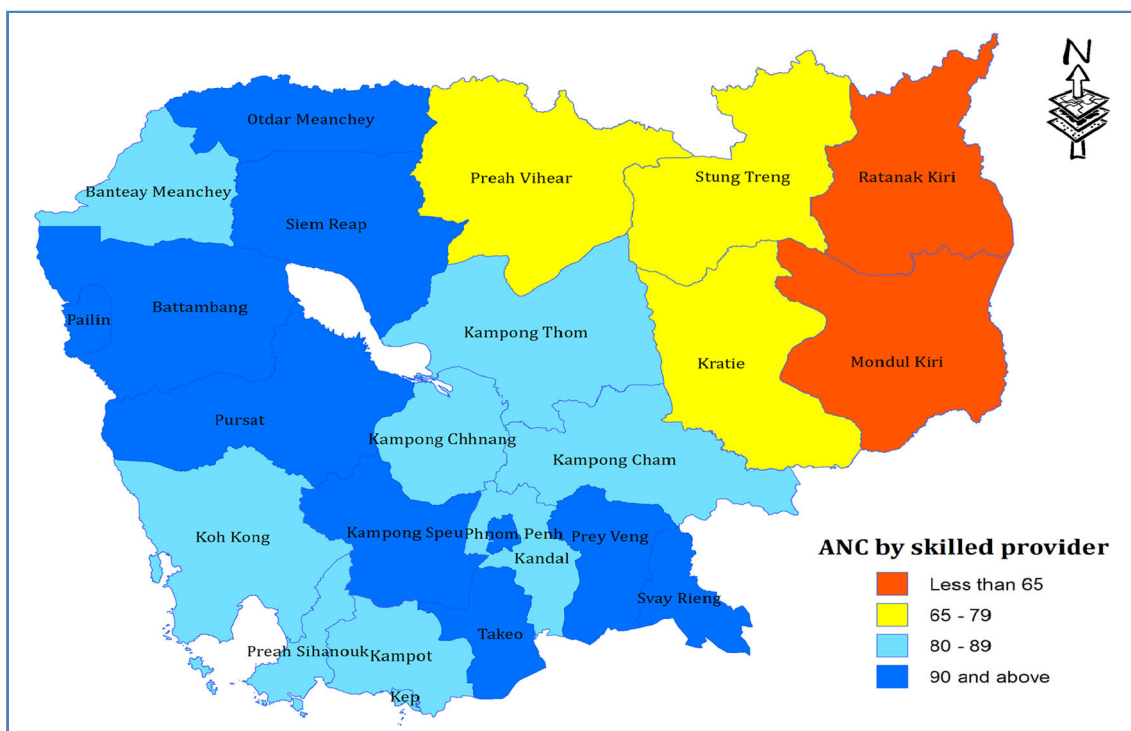 N
Otdar Meanchey
Banteay Meanchey
Preah Vihear
Stung Treng
Ratanak Kiri
Siem Reap
Battambang
Pailin
Kampong Thom
Kratie
Mondul Kiri
Pursat
Kampong Chhnang
Kampong Cham
Koh Kong
Kampong Speu
Phnom Penh
Prey Veng
Kandal
Svay Rieng
Takeo
Preah Sihanouk
Kampot
Kep
ANC by skilled provider
Less than 65
65 - 79
80 - 89
90 and above